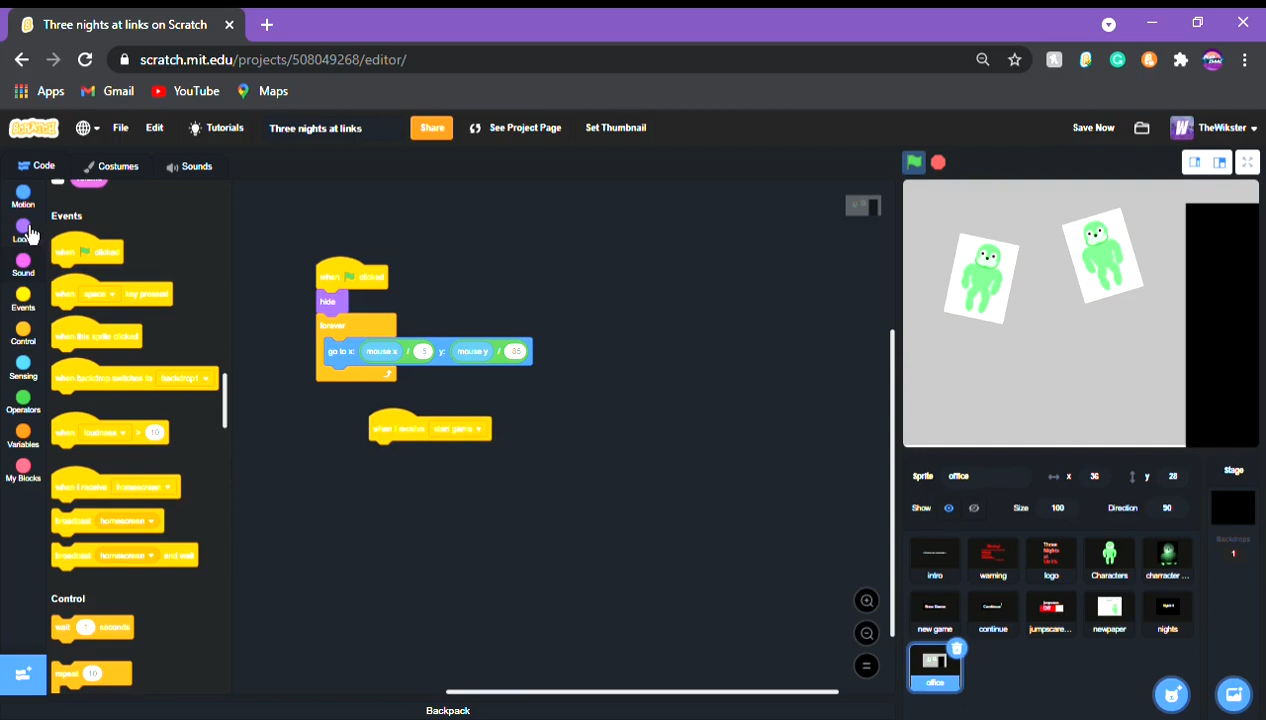 Three nights at links on Scratch
scratch.mit.edu/projects/508049268/editor/
Apps Gmail YouTube Maps
SCRATCH File Edit Tutorials Three nights at links Share See Project Page Set Thumbnail Save Now TheWikster
Code Costumes Sounds
Motion
Looks
Sound
Events
Control
Sensing
Operators
Variables
My Blocks
Events
when clicked
when space key pressed
when this sprite clicked
when backdrop switches to backdrop1
when loudness > 10
when I receive homescreen
broadcast homescreen
broadcast homescreen and wait
Control
wait 1 seconds
repeat 10
when clicked
hide
forever
go to x: mouse x / 5 y: mouse y / 85
when I receive start game
Sprite office x 36 y 28
Show Size 100 Direction 90
Stage
Backdrops
1
intro warning logo Characters charracter ...
new game continue jumpscare... newpaper nights
office
Backpack